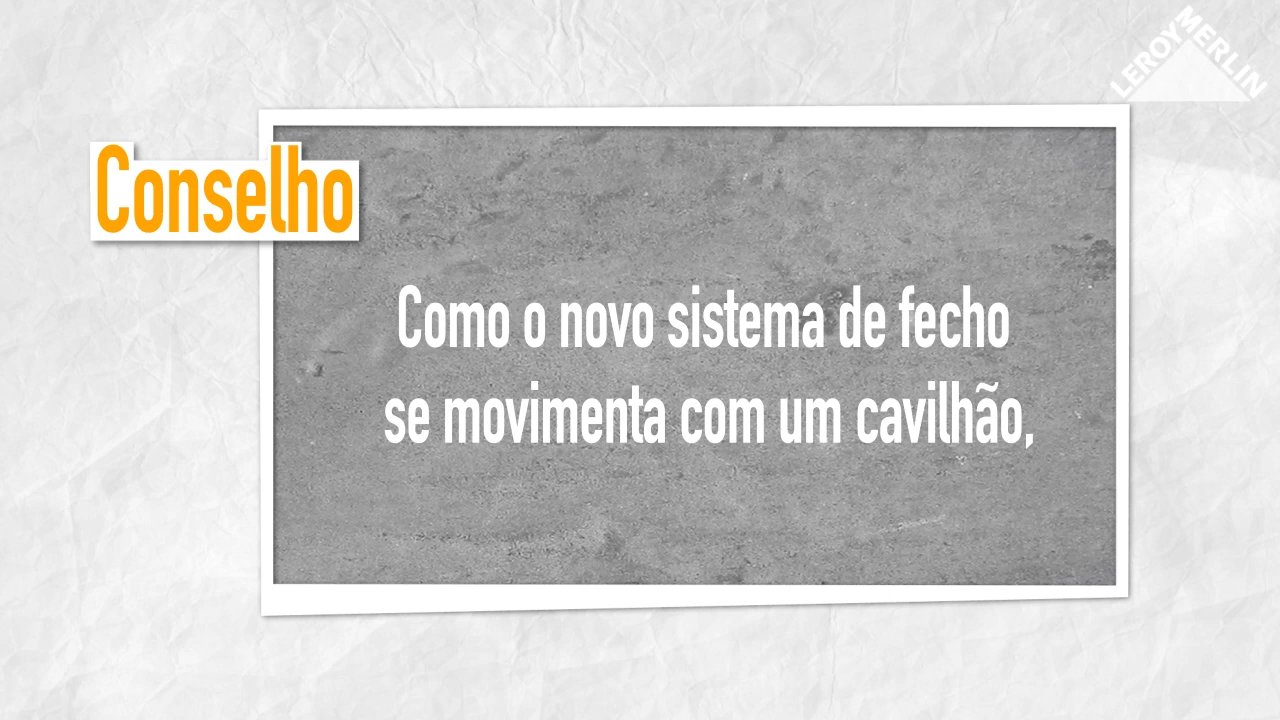 LEROY MERLIN
Conselho
Como o novo sistema de fecho
se movimenta com um cavilhão,